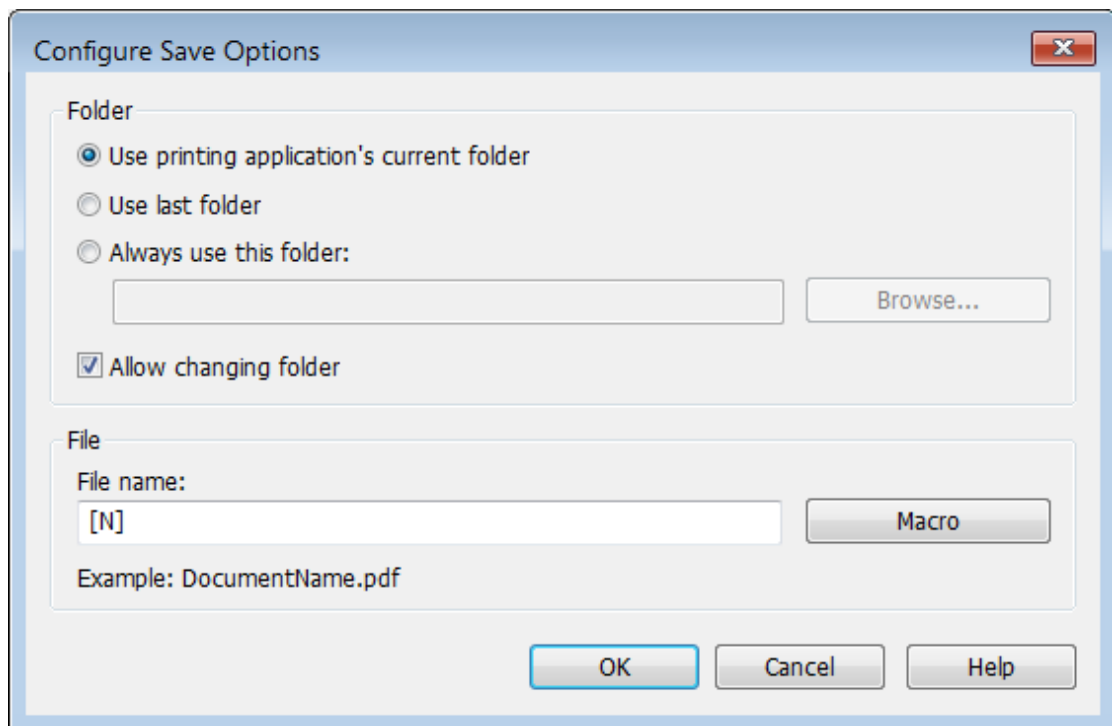 Configure Save Options
Folder
Use printing application's current folder
Use last folder
Always use this folder:
Browse...
Allow changing folder
File
File name:
[N]
Macro
Example: DocumentName.pdf
OK
Cancel
Help